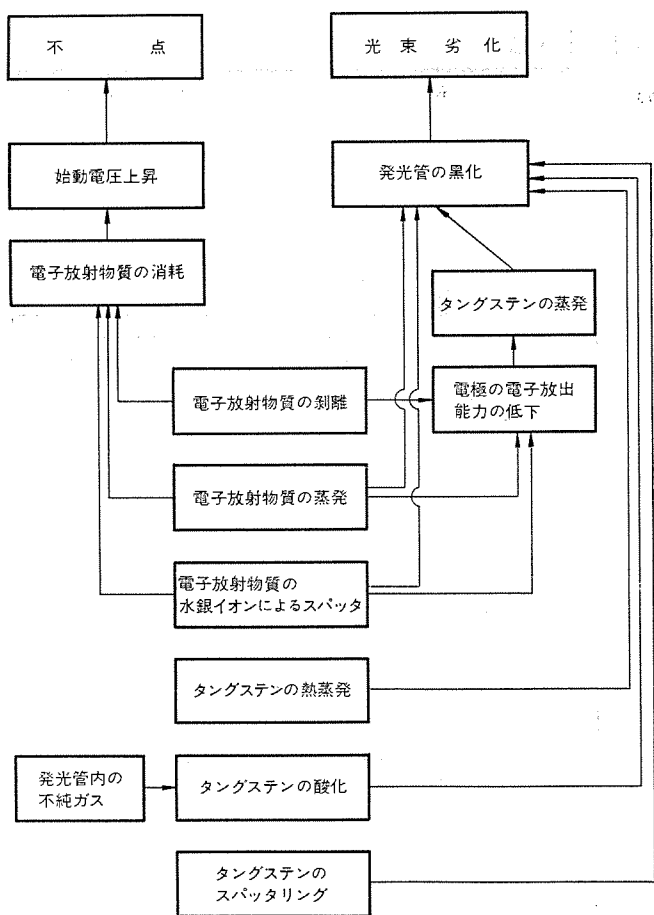 不点
光束劣化
始動電圧上昇
発光管の黒化
電子放射物質の消耗
タングステンの蒸発
電子放射物質の剝離
電極の電子放出
能力の低下
電子放射物質の蒸発
電子放射物質の
水銀イオンによるスパッタ
タングステンの熱蒸発
発光管内の
不純ガス
タングステンの酸化
タングステンの
スパッタリング